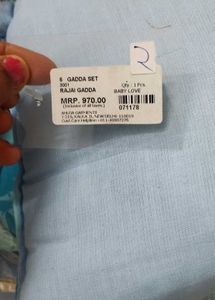 R
6 GADDA SET
3001 Qty : 1 Pcs
RAJAI GADDA BABY LOVE
MRP. 970.00
(Inclusive of all taxes) 071178